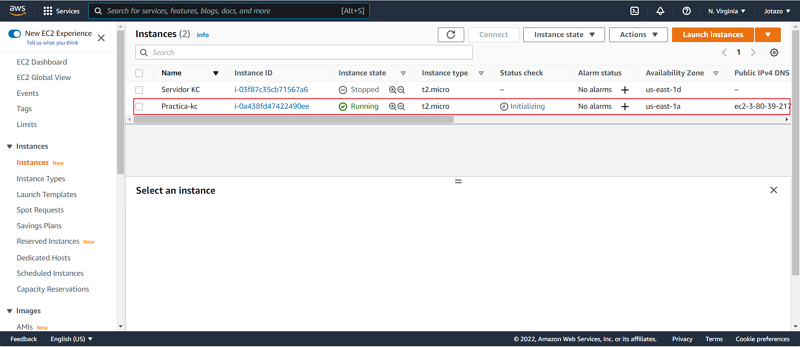 aws Services Search for services, features, blogs, docs, and more [Alt+S] N. Virginia Jotazo
New EC2 Experience
Tell us what you think
EC2 Dashboard
EC2 Global View
Events
Tags
Limits
Instances
Instances New
Instance Types
Launch Templates
Spot Requests
Savings Plans
Reserved Instances New
Dedicated Hosts
Scheduled Instances
Capacity Reservations
Images
AMIs New
Instances (2) Info Connect Instance state Actions Launch instances
Search 1
Name Instance ID Instance state Instance type Status check Alarm status Availability Zone Public IPv4 DNS
Servidor KC i-03f87c35cb71567a6 Stopped t2.micro – No alarms + us-east-1d –
Practica-kc i-0a438fd47422490ee Running t2.micro Initializing No alarms + us-east-1a ec2-3-80-39-217
Select an instance
Feedback English (US) © 2022, Amazon Web Services, Inc. or its affiliates. Privacy Terms Cookie preferences